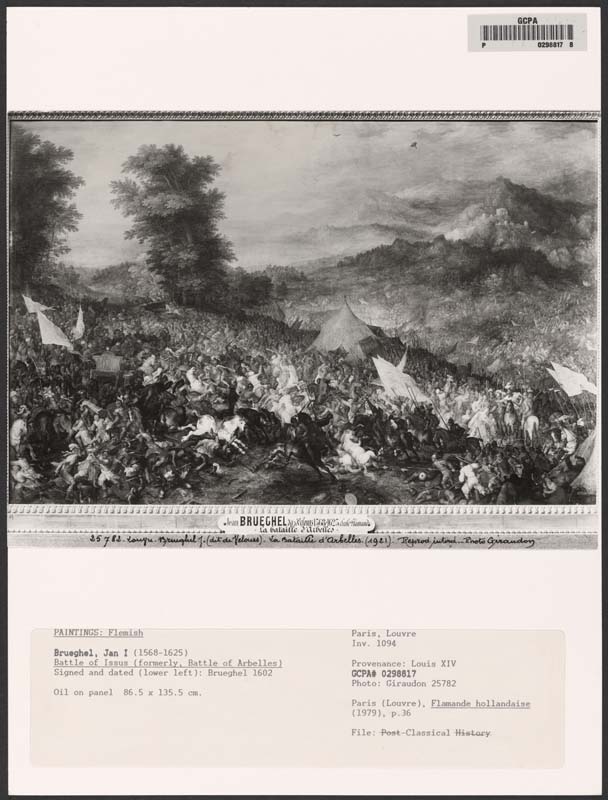 GCPA
P 0298817 8
Jean BRUEGHEL
La bataille d'Arbelles
25782. Louvre. Brueghel J. (dit de Velours). La Bataille d'Arbelles. (1921). Reprod. interd. Photo Giraudon
PAINTINGS: Flemish
Brueghel, Jan I (1568-1625)
Battle of Issus (formerly, Battle of Arbelles)
Signed and dated (lower left): Brueghel 1602
Oil on panel 86.5 x 135.5 cm.
Paris, Louvre
Inv. 1094
Provenance: Louis XIV
GCPA# 0298817
Photo: Giraudon 25782
Paris (Louvre), Flamande hollandaise
(1979), p.36
File: Post-Classical History